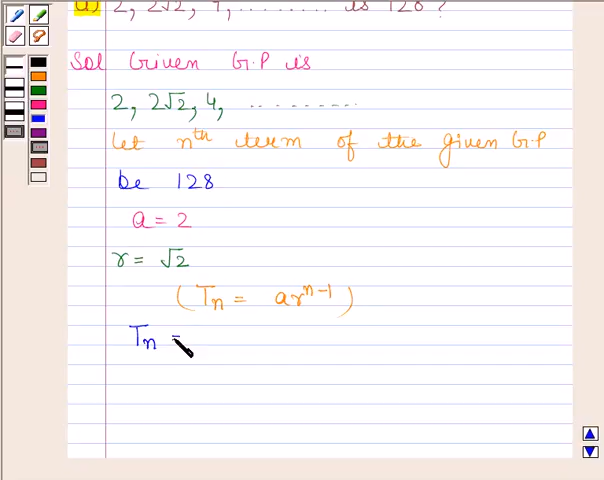 a) 2, 2√2, 4, ......... is 128 ?
Sol Given G.P is
2, 2√2, 4, ............
Let nth term of the given G.P
be 128
a = 2
r = √2
( Tn = ar^n-1 )
Tn =